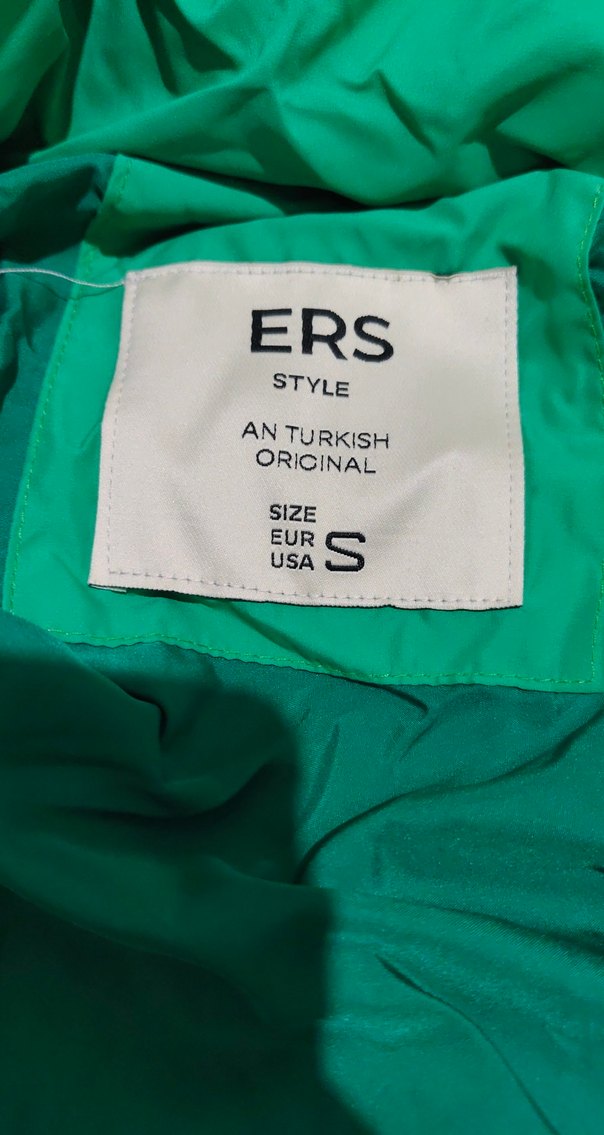 ERS
STYLE
AN TURKISH
ORIGINAL
SIZE
EUR
USA S